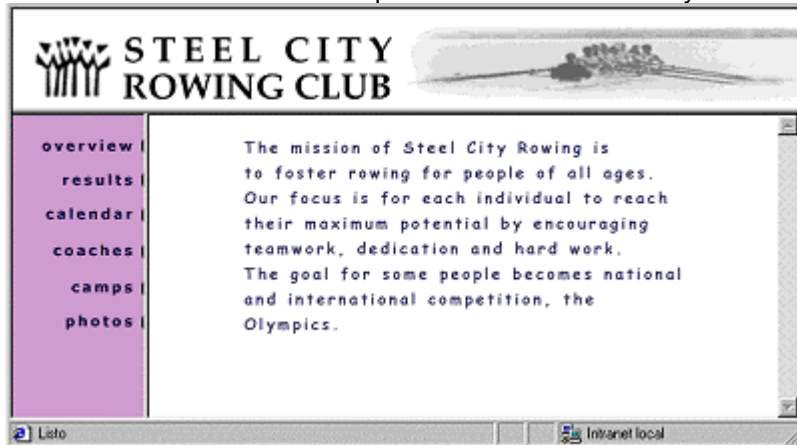 STEEL CITY
ROWING CLUB
overview
results
calendar
coaches
camps
photos
The mission of Steel City Rowing is
to foster rowing for people of all ages.
Our focus is for each individual to reach
their maximum potential by encouraging
teamwork, dedication and hard work.
The goal for some people becomes national
and international competition, the
Olympics.
Listo
Intranet local